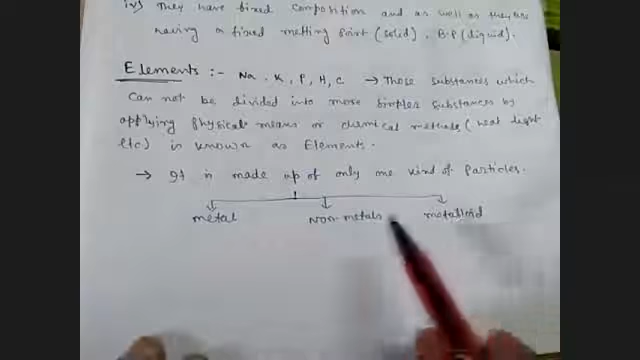 iv) They have fixed composition and as well as they are
having a fixed melting point (solid). B.P (liquid).
Elements :- Na, K, P, H, C → Those substances which
Can not be divided into more simpler substances by
applying physical means or chemical methods (heat light
etc) is known as Elements.
→ It is made up of only one kind of particles.
metal Non-metals metalloid